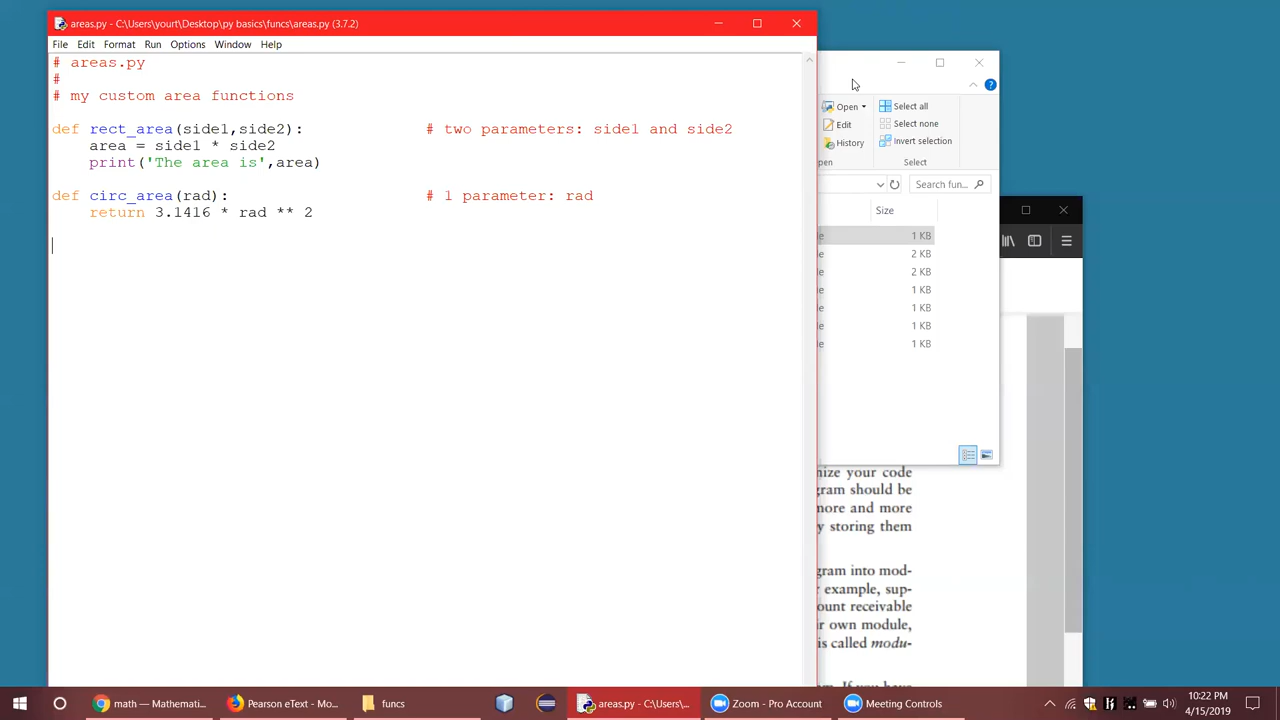 areas.py - C:\Users\yourt\Desktop\py basics\funcs\areas.py (3.7.2)
File Edit Format Run Options Window Help
# areas.py
#
# my custom area functions
def rect_area(side1,side2): # two parameters: side1 and side2
area = side1 * side2
print('The area is',area)
def circ_area(rad): # 1 parameter: rad
return 3.1416 * rad ** 2
Open
Select all
Edit
Select none
History
Invert selection
Select
Search fun...
Size
1 KB
2 KB
2 KB
1 KB
1 KB
1 KB
1 KB
your code
should be
more and more
storing them
into mod-
example, sup-
receivable
own module,
is called modu-
If you have
math — Mathemati...
Pearson eText - Mo...
funcs
areas.py - C:\Users\...
Zoom - Pro Account
Meeting Controls
10:22 PM
4/15/2019